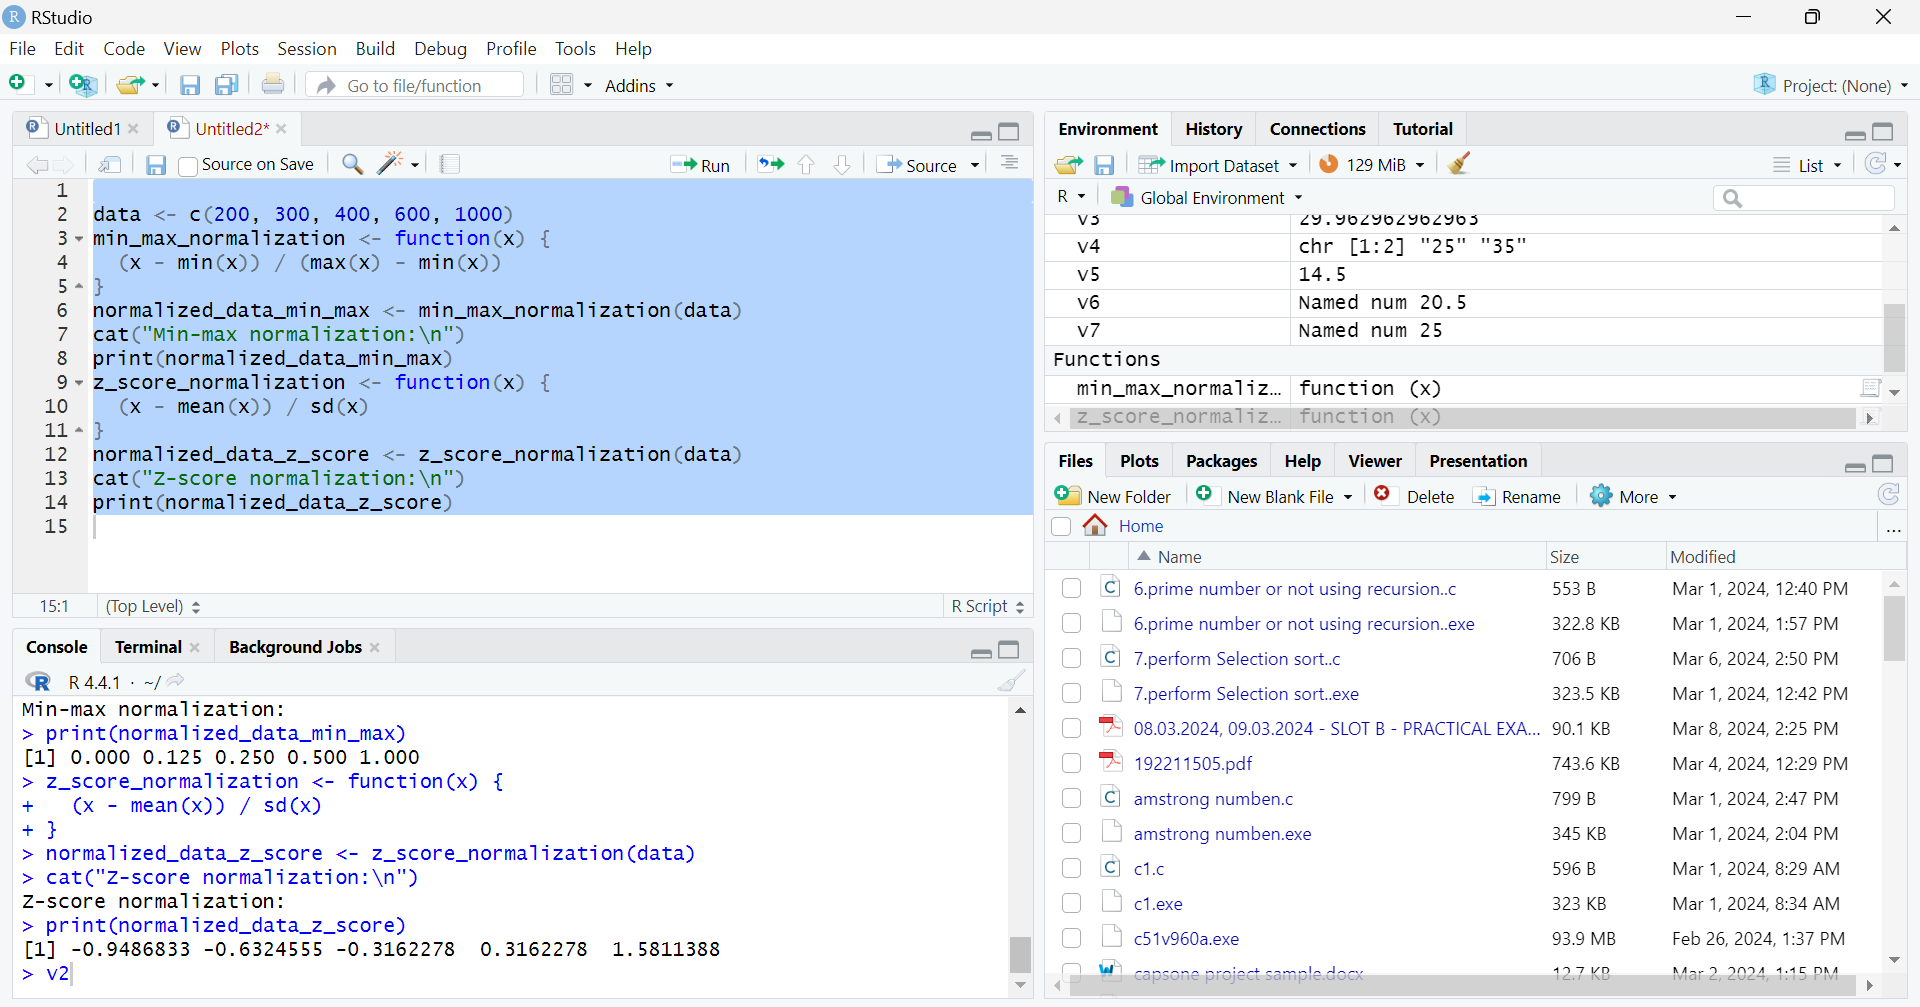 RStudio
File Edit Code View Plots Session Build Debug Profile Tools Help
Go to file/function Addins Project: (None)
Untitled1 Untitled2*
Source on Save Run Source
1
2 data <- c(200, 300, 400, 600, 1000)
3 min_max_normalization <- function(x) {
4 (x - min(x)) / (max(x) - min(x))
5 }
6 normalized_data_min_max <- min_max_normalization(data)
7 cat("Min-max normalization:\n")
8 print(normalized_data_min_max)
9 z_score_normalization <- function(x) {
10 (x - mean(x)) / sd(x)
11 }
12 normalized_data_z_score <- z_score_normalization(data)
13 cat("Z-score normalization:\n")
14 print(normalized_data_z_score)
15
15:1 (Top Level) R Script
Console Terminal Background Jobs
R 4.4.1 · ~/
Min-max normalization:
> print(normalized_data_min_max)
[1] 0.000 0.125 0.250 0.500 1.000
> z_score_normalization <- function(x) {
+ (x - mean(x)) / sd(x)
+ }
> normalized_data_z_score <- z_score_normalization(data)
> cat("Z-score normalization:\n")
Z-score normalization:
> print(normalized_data_z_score)
[1] -0.9486833 -0.6324555 -0.3162278 0.3162278 1.5811388
> v2
Environment History Connections Tutorial
Import Dataset 129 MiB List
R Global Environment
v3 29.962962962963
v4 chr [1:2] "25" "35"
v5 14.5
v6 Named num 20.5
v7 Named num 25
Functions
min_max_normaliz… function (x)
z_score_normaliz… function (x)
Files Plots Packages Help Viewer Presentation
New Folder New Blank File Delete Rename More
Home ...
Name Size Modified
6.prime number or not using recursion..c 553 B Mar 1, 2024, 12:40 PM
6.prime number or not using recursion..exe 322.8 KB Mar 1, 2024, 1:57 PM
7.perform Selection sort..c 706 B Mar 6, 2024, 2:50 PM
7.perform Selection sort..exe 323.5 KB Mar 1, 2024, 12:42 PM
08.03.2024, 09.03.2024 - SLOT B - PRACTICAL EXA... 90.1 KB Mar 8, 2024, 2:25 PM
192211505.pdf 743.6 KB Mar 4, 2024, 12:29 PM
amstrong numben.c 799 B Mar 1, 2024, 2:47 PM
amstrong numben.exe 345 KB Mar 1, 2024, 2:04 PM
c1.c 596 B Mar 1, 2024, 8:29 AM
c1.exe 323 KB Mar 1, 2024, 8:34 AM
c51v960a.exe 93.9 MB Feb 26, 2024, 1:37 PM
capsone project sample.docx 12.7 KB Mar 2, 2024, 1:15 PM